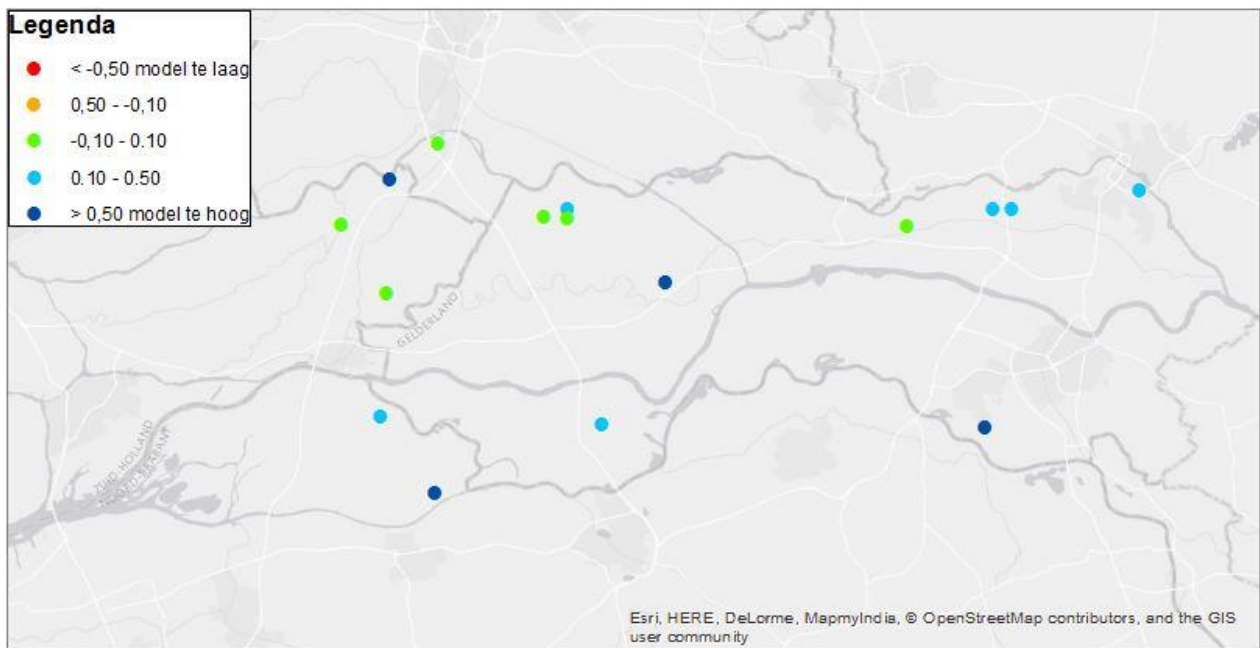 Legenda
< -0,50 model te laag
0,50 - -0,10
-0,10 - 0.10
0.10 - 0.50
> 0,50 model te hoog
GELDERLAND
ZUID HOLLAND
NOORD-BRABANT
Esri, HERE, DeLorme, MapmyIndia, © OpenStreetMap contributors, and the GIS
user community